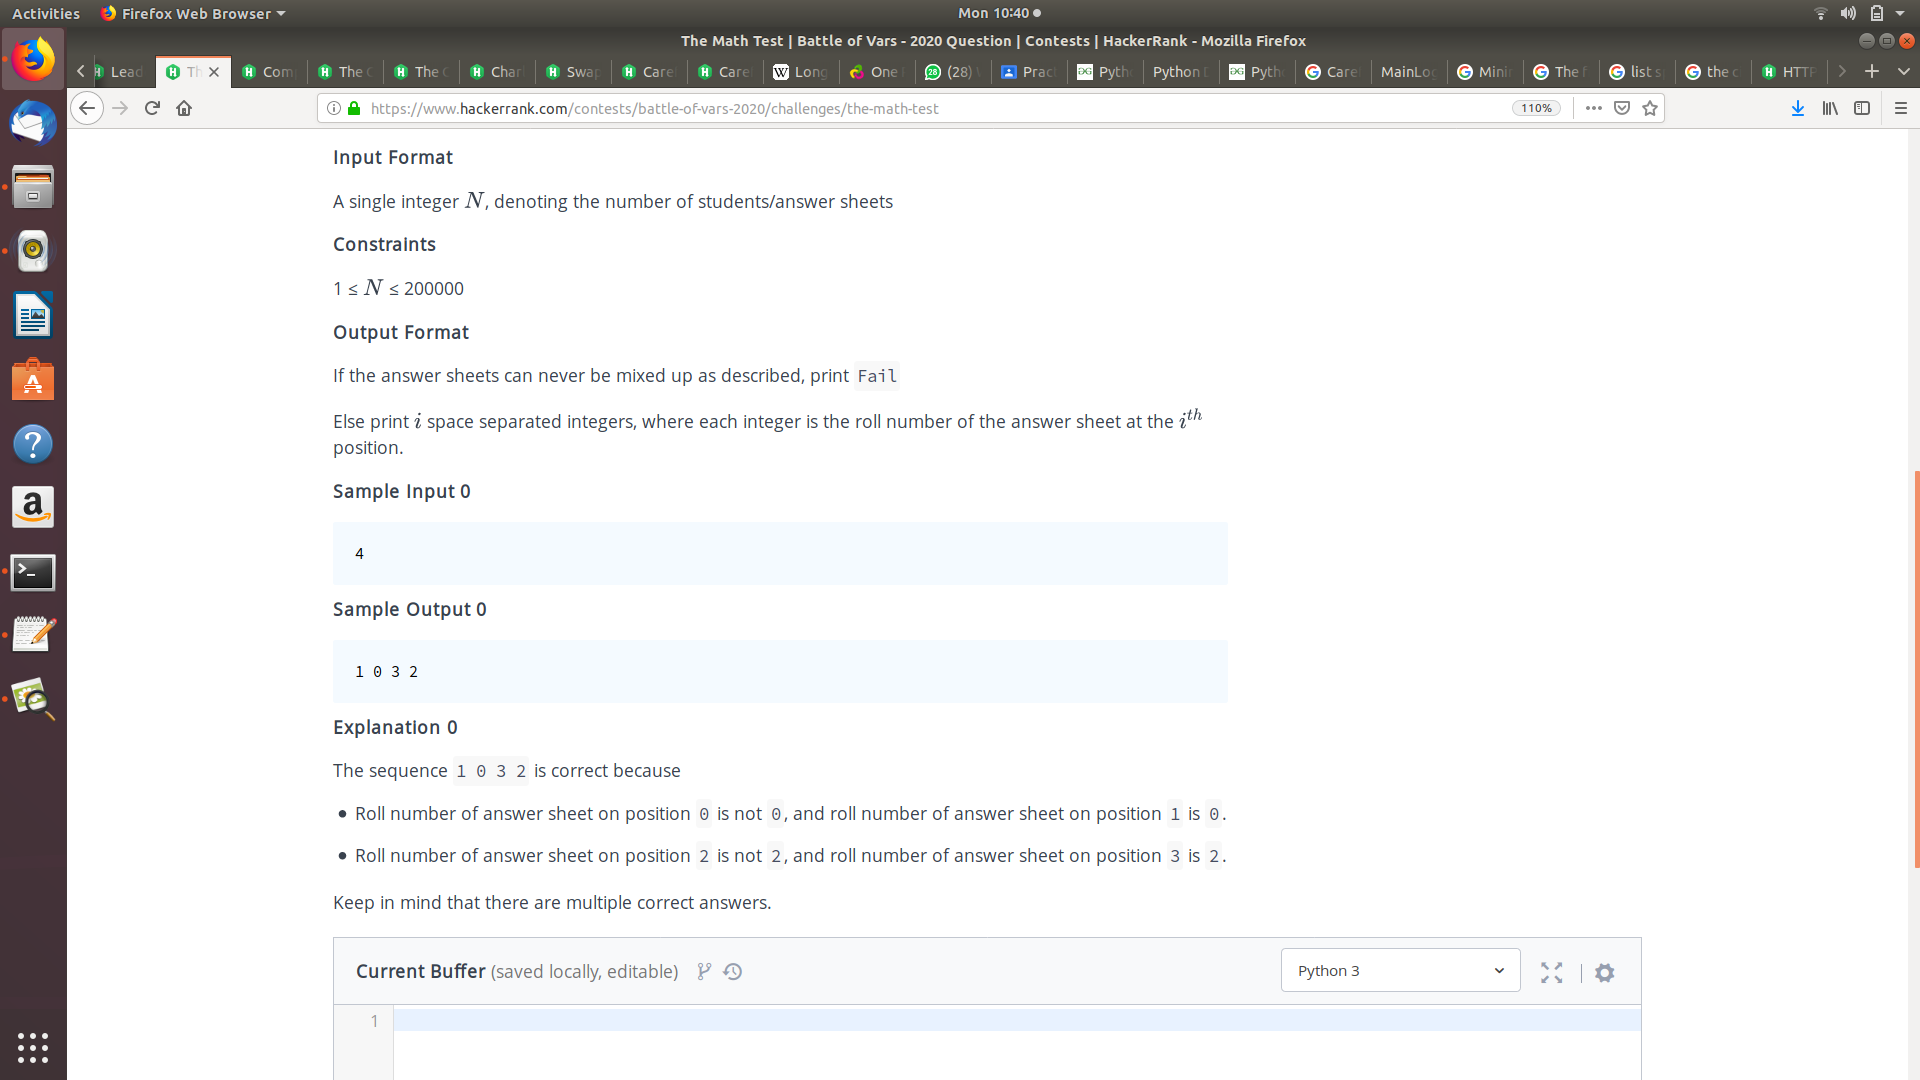 Activities Firefox Web Browser Mon 10:40
The Math Test | Battle of Vars - 2020 Question | Contests | HackerRank - Mozilla Firefox
Lead Th Com The C The C Char Swap Care Care Long One (28) Prac Pyth Python Pyth Care MainLog Mini The f list s the c HTTP
https://www.hackerrank.com/contests/battle-of-vars-2020/challenges/the-math-test 110%
Input Format
A single integer N, denoting the number of students/answer sheets
Constraints
1 ≤ N ≤ 200000
Output Format
If the answer sheets can never be mixed up as described, print Fail
Else print i space separated integers, where each integer is the roll number of the answer sheet at the i^th
position.
Sample Input 0
4
Sample Output 0
1 0 3 2
Explanation 0
The sequence 1 0 3 2 is correct because
• Roll number of answer sheet on position 0 is not 0, and roll number of answer sheet on position 1 is 0.
• Roll number of answer sheet on position 2 is not 2, and roll number of answer sheet on position 3 is 2.
Keep in mind that there are multiple correct answers.
Current Buffer (saved locally, editable) Python 3
1